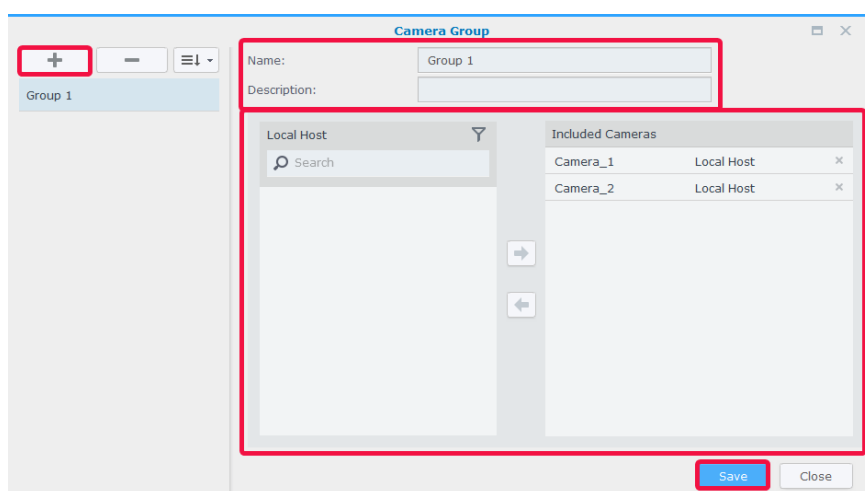 Camera Group
Name: Group 1
Group 1
Description:
Local Host
Included Cameras
Search
Camera_1 Local Host
Camera_2 Local Host
Save Close